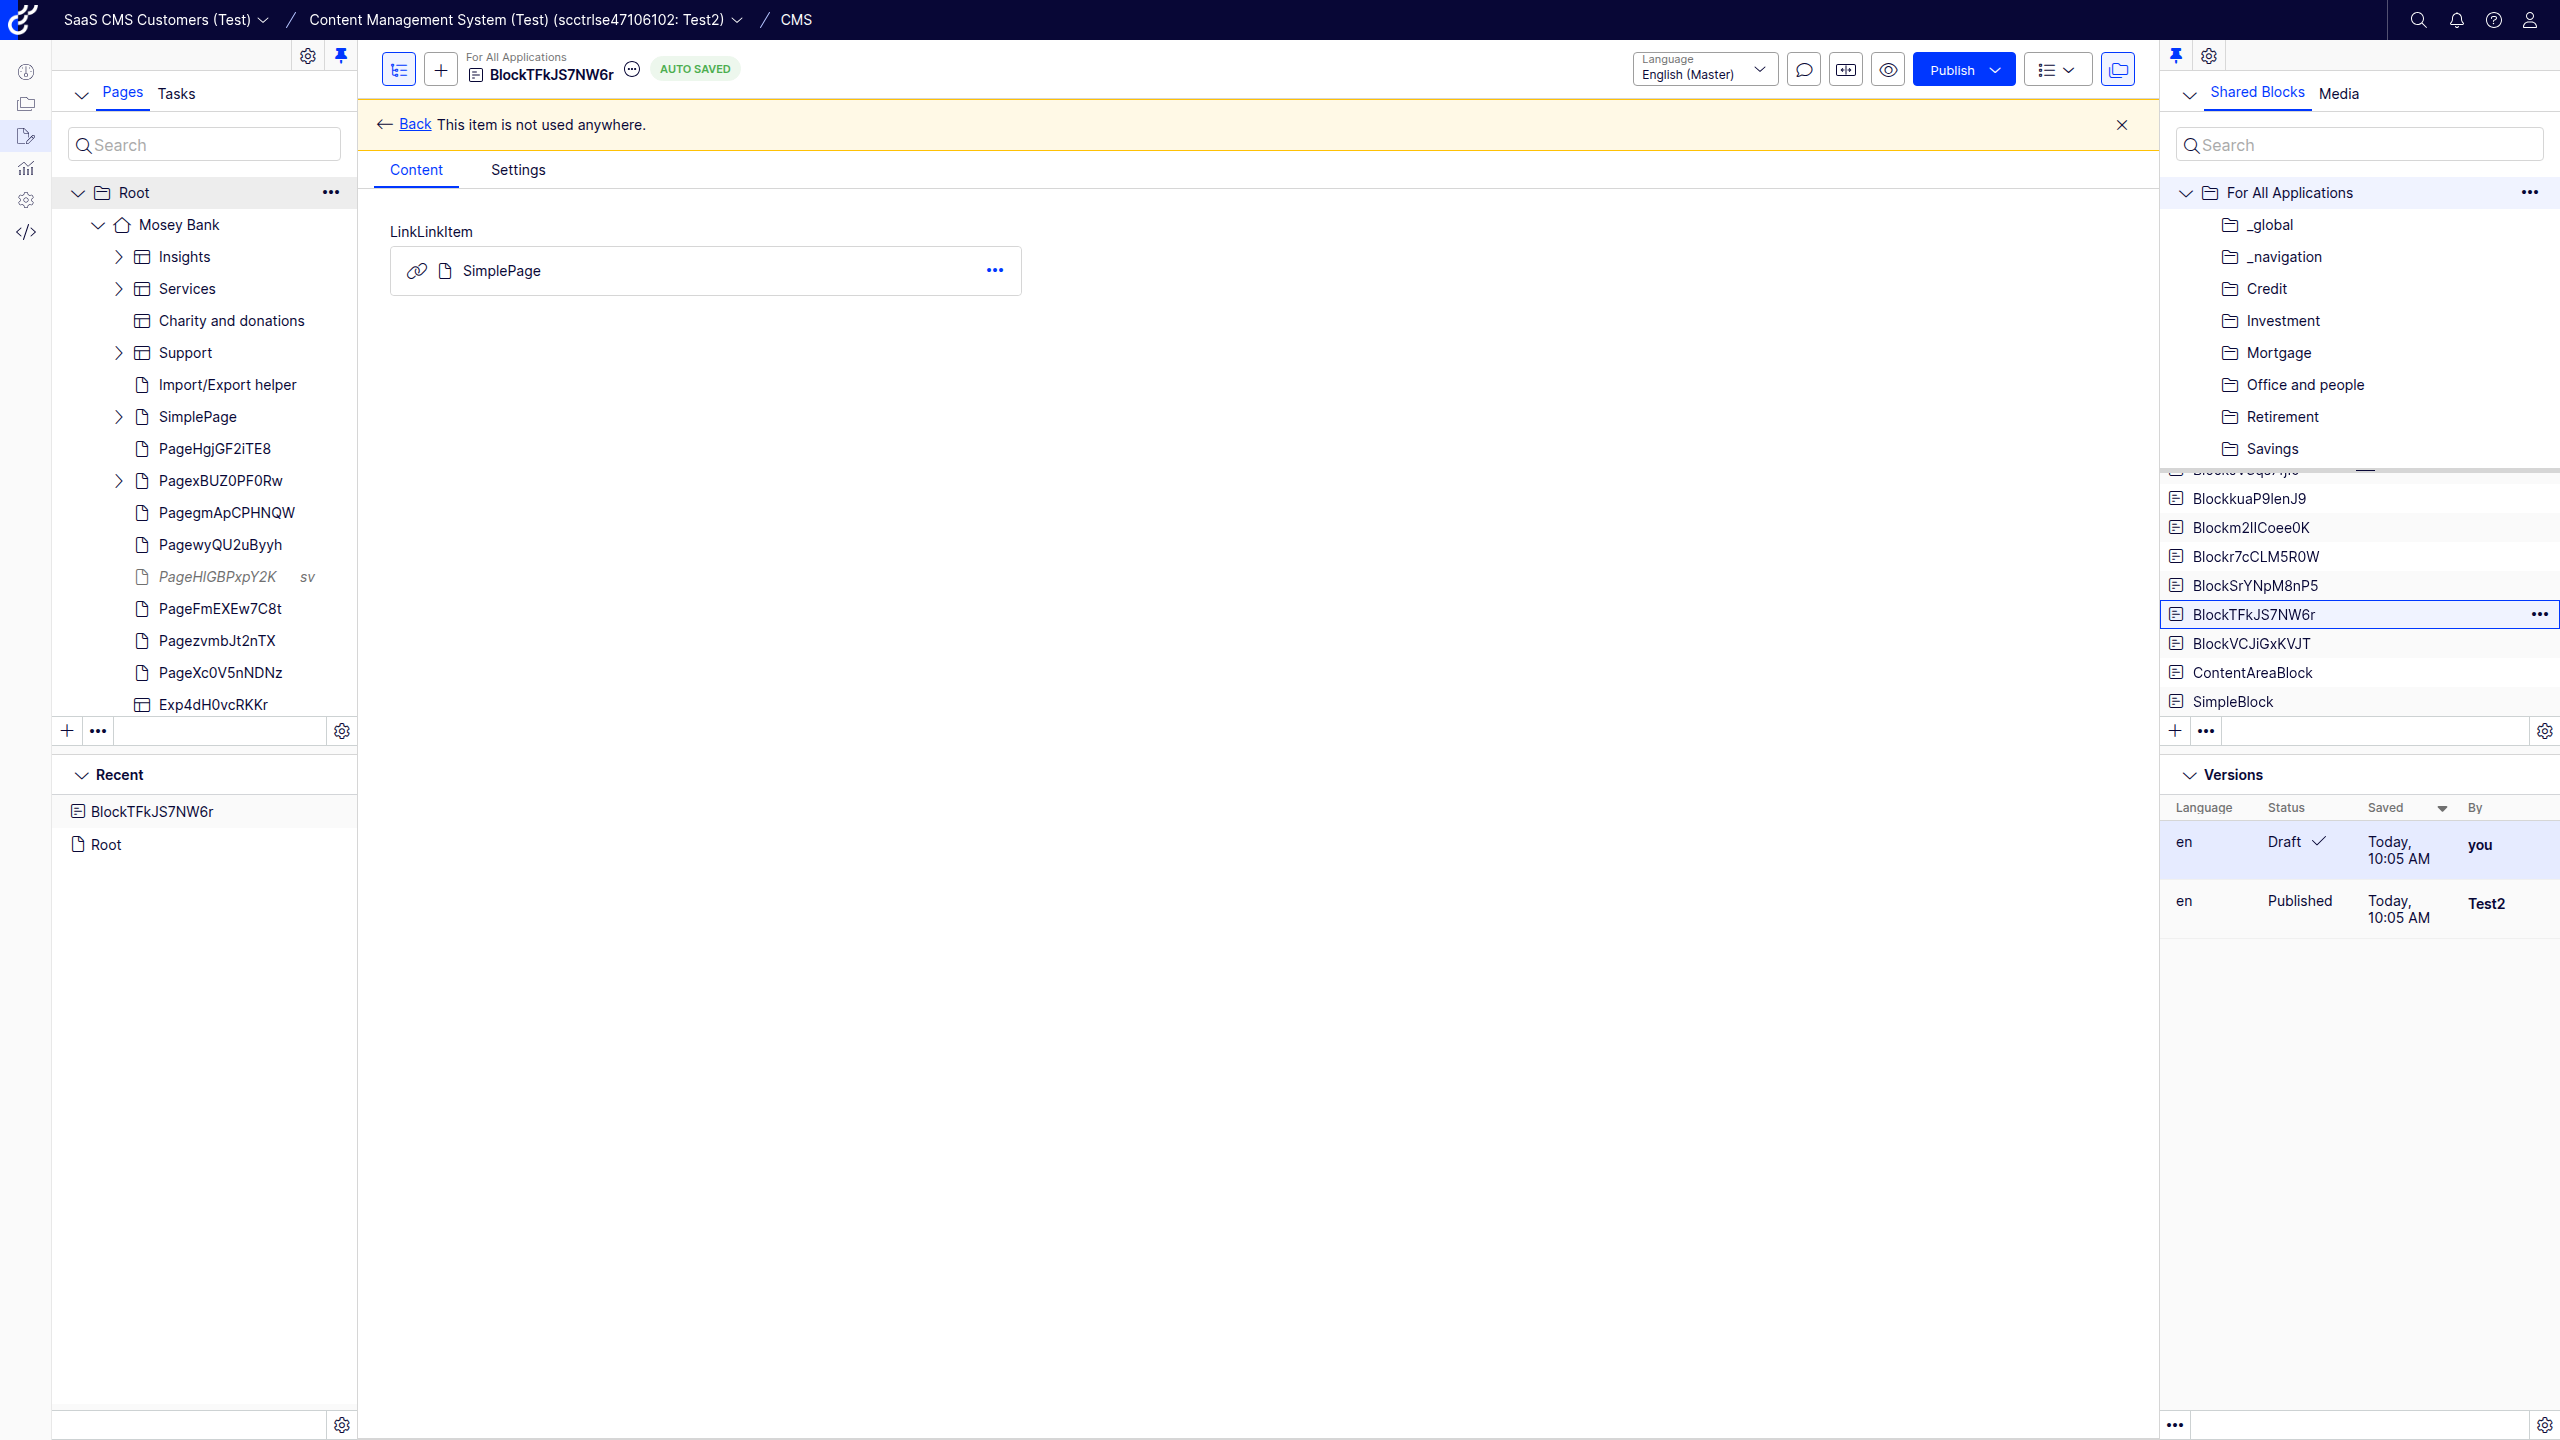 SaaS CMS Customers (Test) / Content Management System (Test) (scctrlse47106102: Test2) / CMS
Pages Tasks
Search
Root
Mosey Bank
Insights
Services
Charity and donations
Support
Import/Export helper
SimplePage
PageHgjGF2iTE8
PagexBUZ0PF0Rw
PagegmApCPHNQW
PagewyQU2uByyh
PageHIGBPxpY2K sv
PageFmEXEw7C8t
PagezvmbJt2nTX
PageXc0V5nNDNz
Exp4dH0vcRKKr
Recent
BlockTFkJS7NW6r
Root
For All Applications
BlockTFkJS7NW6r
AUTO SAVED
Language
English (Master)
Publish
Back This item is not used anywhere.
Content Settings
LinkLinkItem
SimplePage
Shared Blocks Media
Search
For All Applications
_global
_navigation
Credit
Investment
Mortgage
Office and people
Retirement
Savings
BlockkuaP9lenJ9
Blockm2IICoee0K
Blockr7cCLM5R0W
BlockSrYNpM8nP5
BlockTFkJS7NW6r
BlockVCJiGxKVJT
ContentAreaBlock
SimpleBlock
Versions
Language Status Saved By
en Draft Today, 10:05 AM you
en Published Today, 10:05 AM Test2